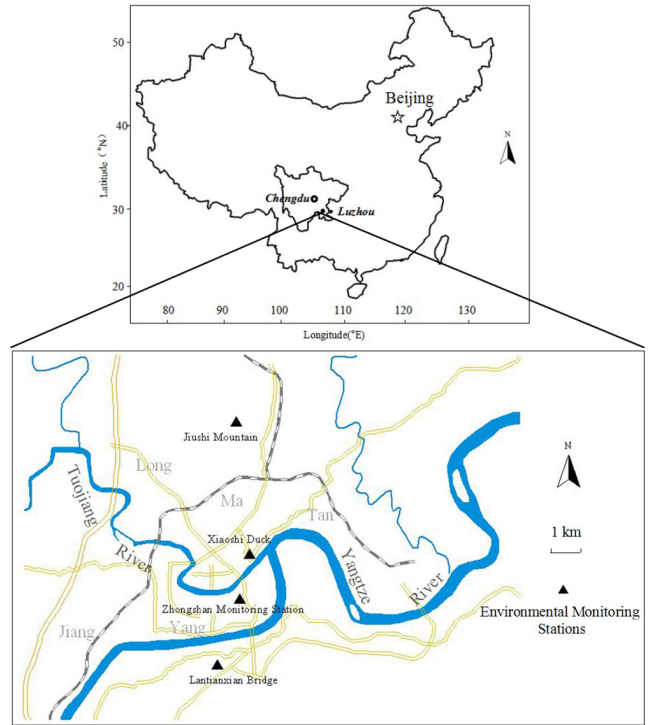 50
40
30
20
Latitude (°N)
Beijing
N
Chengdu
Luzhou
80 90 100 110 120 130
Longitude(°E)
Jiushi Mountain
Long
Ma
Tan
Tuojiang
River
Xiaoshi Duck
Yangtze
River
Zhongshan Monitoring Station
Jiang
Yang
Lantianxian Bridge
N
1 km
Environmental Monitoring
Stations